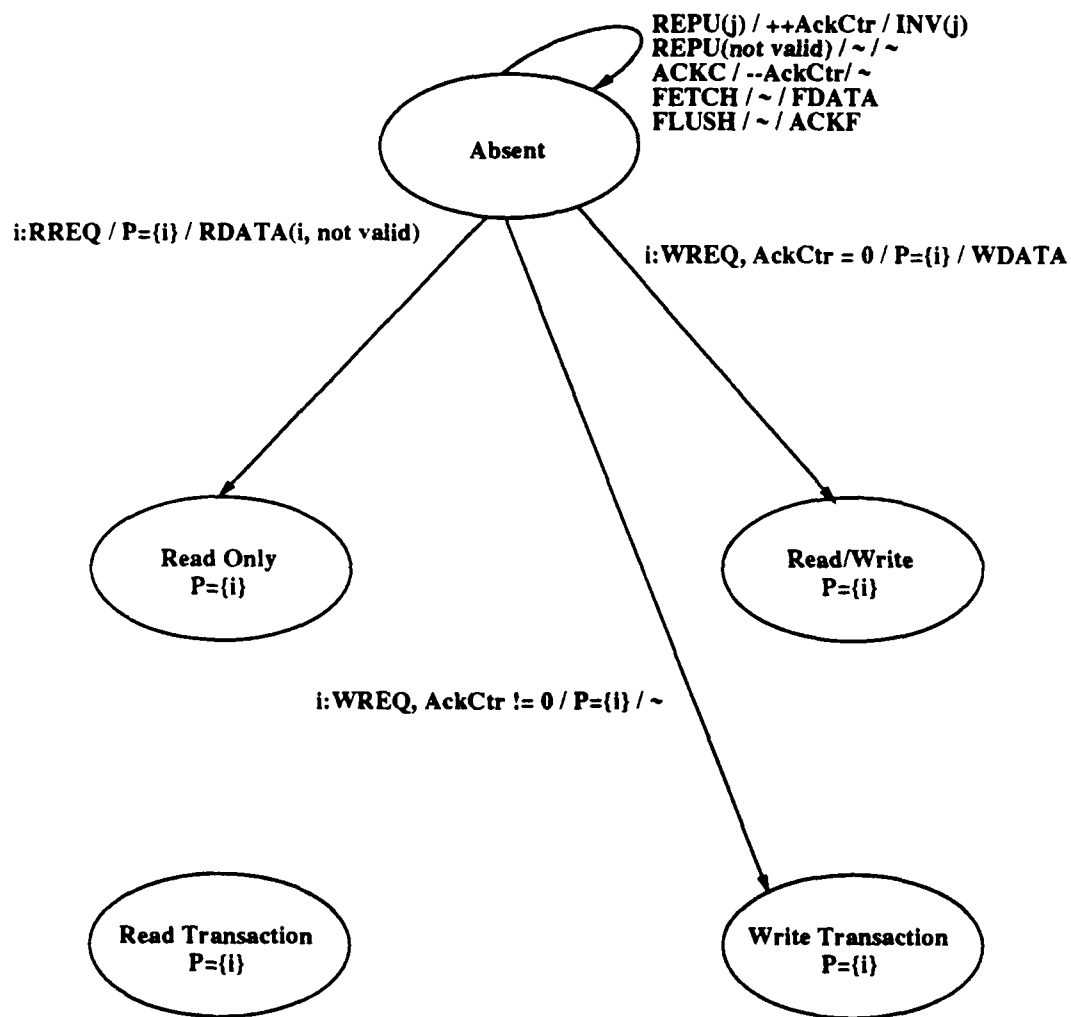 REPU(j) / ++AckCtr / INV(j)
REPU(not valid) / ~ / ~
ACKC / --AckCtr/ ~
FETCH / ~ / FDATA
FLUSH / ~ / ACKF
Absent
i:RREQ / P={i} / RDATA(i, not valid)
i:WREQ, AckCtr = 0 / P={i} / WDATA
Read Only
P={i}
Read/Write
P={i}
i:WREQ, AckCtr != 0 / P={i} / ~
Read Transaction
P={i}
Write Transaction
P={i}